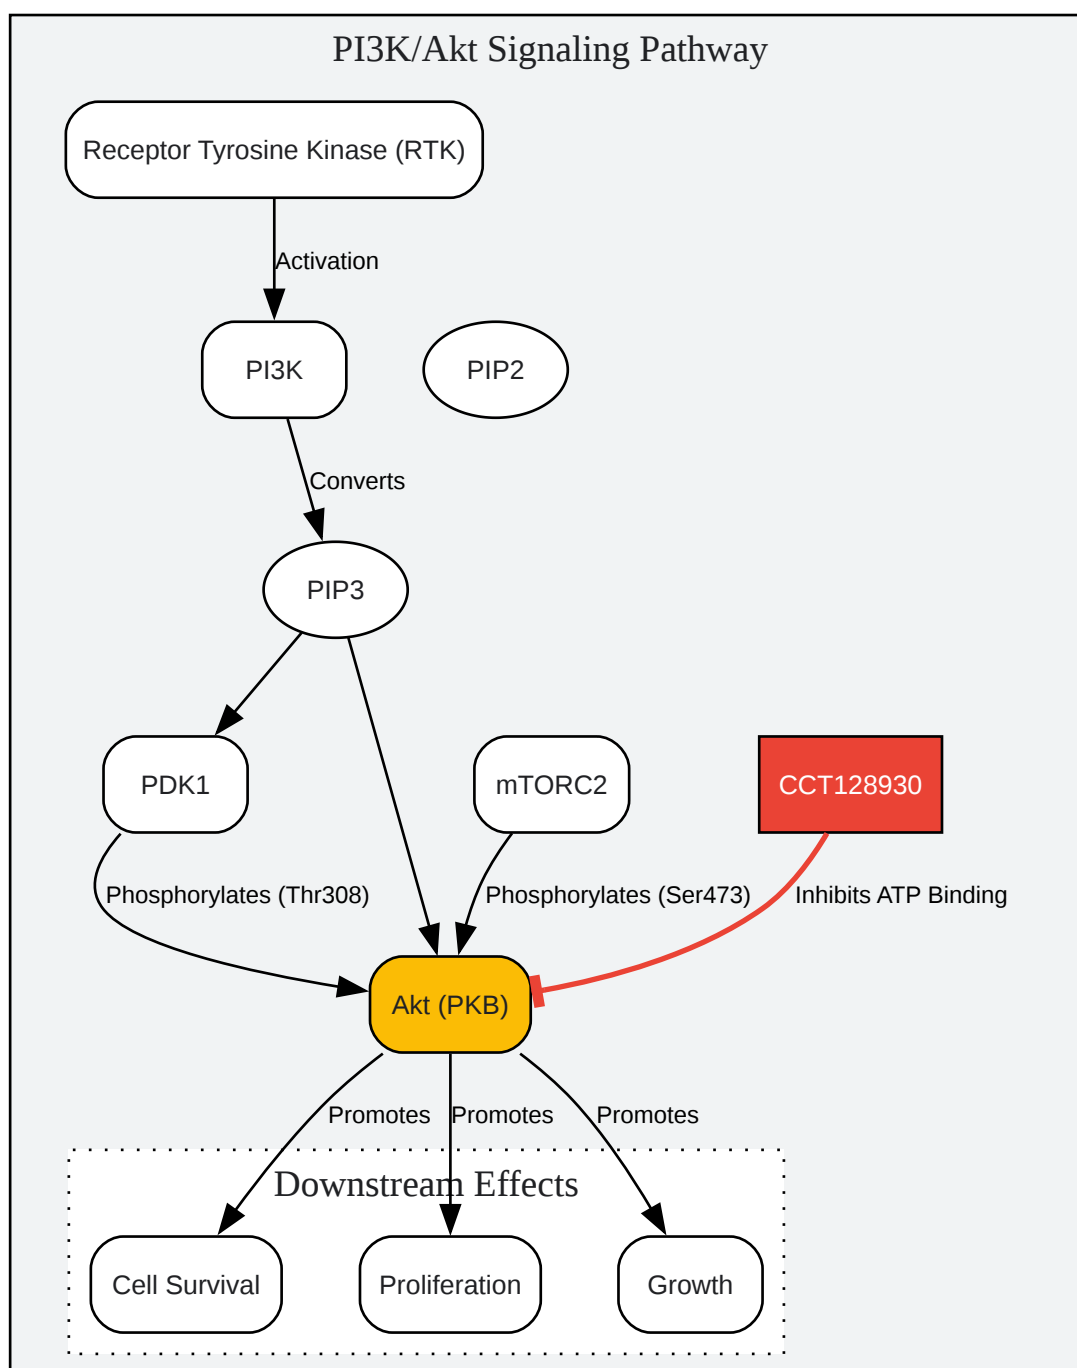 PI3K/Akt Signaling Pathway
Receptor Tyrosine Kinase (RTK)
Activation
PI3K
PIP2
Converts
PIP3
PDK1
mTORC2
CCT128930
Phosphorylates (Thr308)
Phosphorylates (Ser473)
Inhibits ATP Binding
Akt (PKB)
Promotes
Promotes
Promotes
Downstream Effects
Cell Survival
Proliferation
Growth